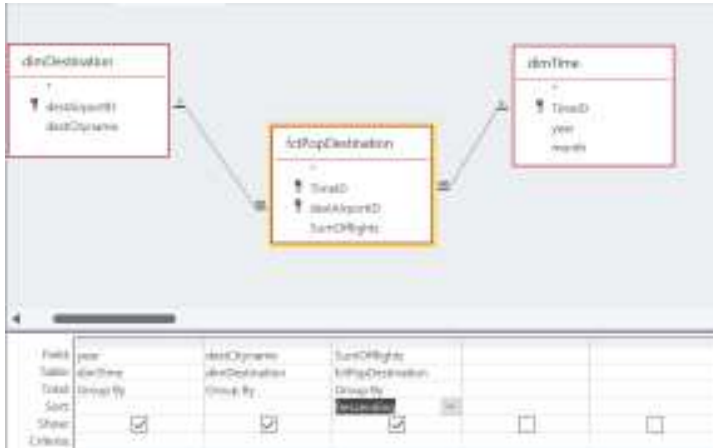 dimDestination
*
destAirportID
destCityname
fctPopDestination
*
TimeID
destAirportID
SumOfflights
dimTime
*
TimeID
year
month
Field: year destCityname SumOfflights
Table: dimTime dimDestination fctPopDestination
Total: Group By Group By Group By
Sort: Descending
Show:
Criteria: